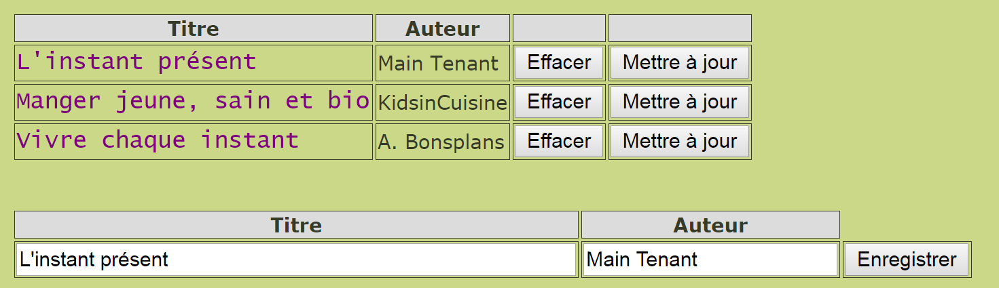 Titre Auteur
L'instant présent Main Tenant Effacer Mettre à jour
Manger jeune, sain et bio KidsinCuisine Effacer Mettre à jour
Vivre chaque instant A. Bonsplans Effacer Mettre à jour
Titre Auteur
L'instant présent Main Tenant Enregistrer